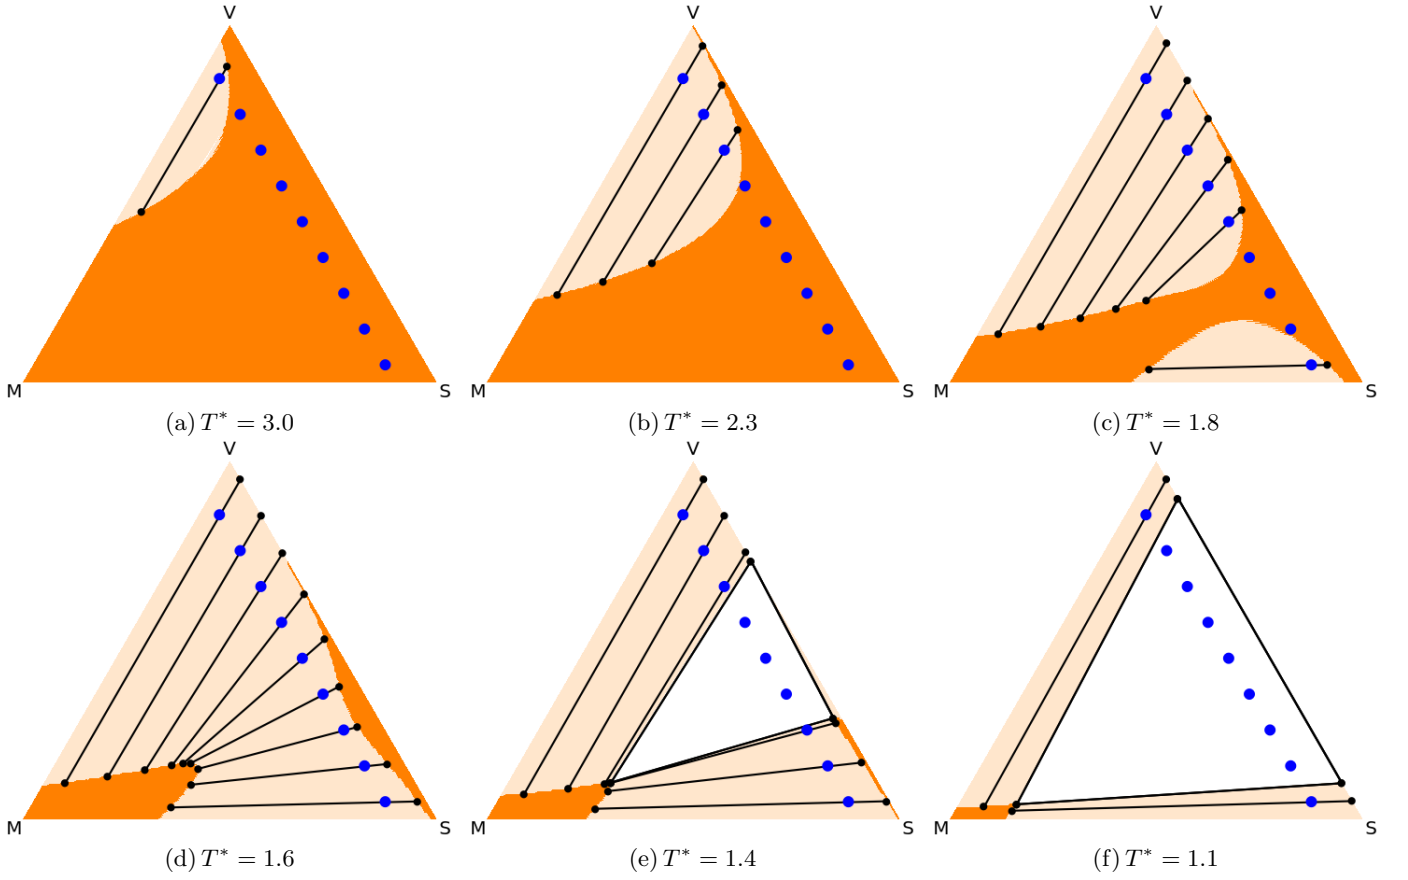 V V V
M S M S M S
(a) T* = 3.0 (b) T* = 2.3 (c) T* = 1.8
V V V
M S M S M S
(d) T* = 1.6 (e) T* = 1.4 (f) T* = 1.1